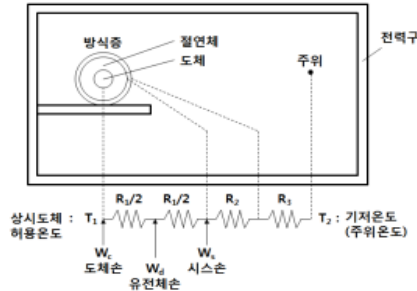 방식층
절연체
도체
주위
전력구
상시도체 :
허용온도
T₁
R₁/2
R₁/2
R₂
R₃
T₂ : 기저온도
(주위온도)
W꜀
도체손
W_d
유전체손
Wₛ
시스손